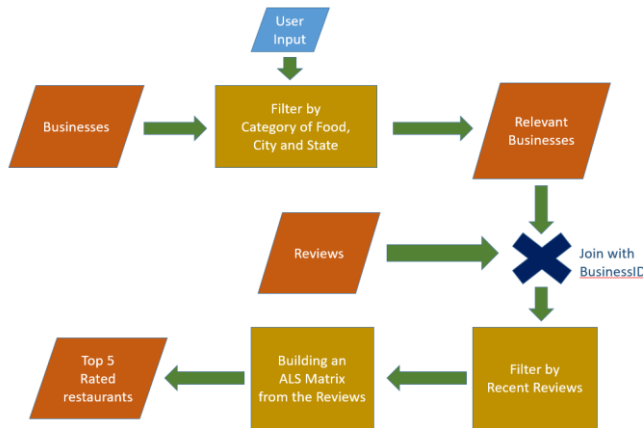 User
Input
Businesses
Filter by
Category of Food,
City and State
Relevant
Businesses
Reviews
Join with
BusinessID
Top 5
Rated
restaurants
Building an
ALS Matrix
from the Reviews
Filter by
Recent Reviews